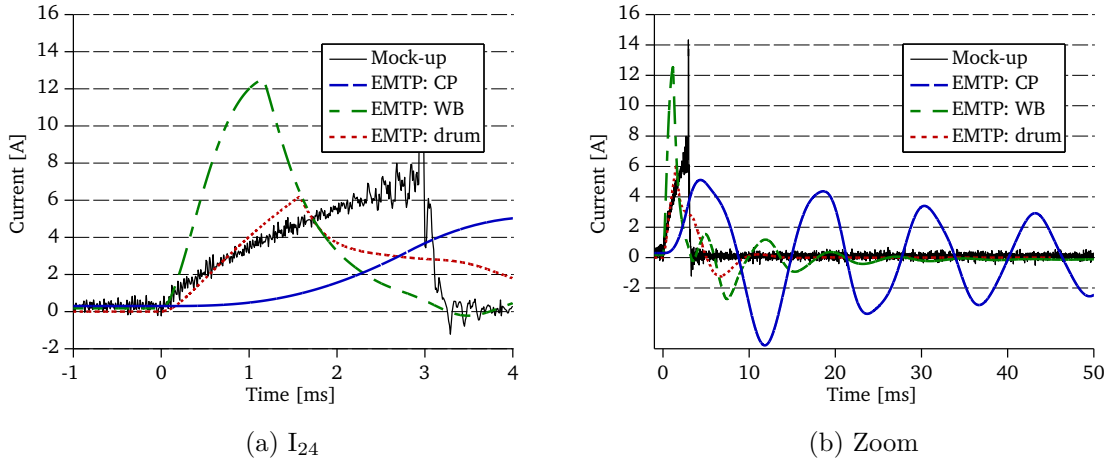 16
14
12
10
8
6
4
2
0
-2
Current [A]
-1
0
1
2
3
4
Time [ms]
Mock-up
EMTP: CP
EMTP: WB
EMTP: drum
(a) I24
16
14
12
10
8
6
4
2
0
-2
Current [A]
0
10
20
30
40
50
Time [ms]
Mock-up
EMTP: CP
EMTP: WB
EMTP: drum
(b) Zoom